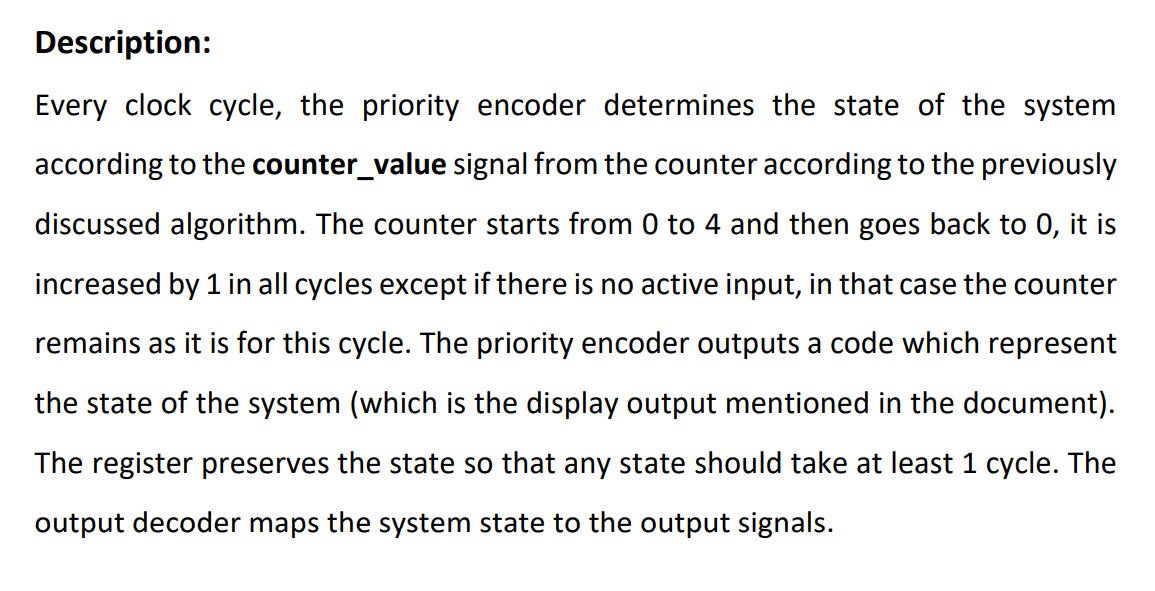 Description:
Every clock cycle, the priority encoder determines the state of the system
according to the counter_value signal from the counter according to the previously
discussed algorithm. The counter starts from 0 to 4 and then goes back to 0, it is
increased by 1 in all cycles except if there is no active input, in that case the counter
remains as it is for this cycle. The priority encoder outputs a code which represent
the state of the system (which is the display output mentioned in the document).
The register preserves the state so that any state should take at least 1 cycle. The
output decoder maps the system state to the output signals.